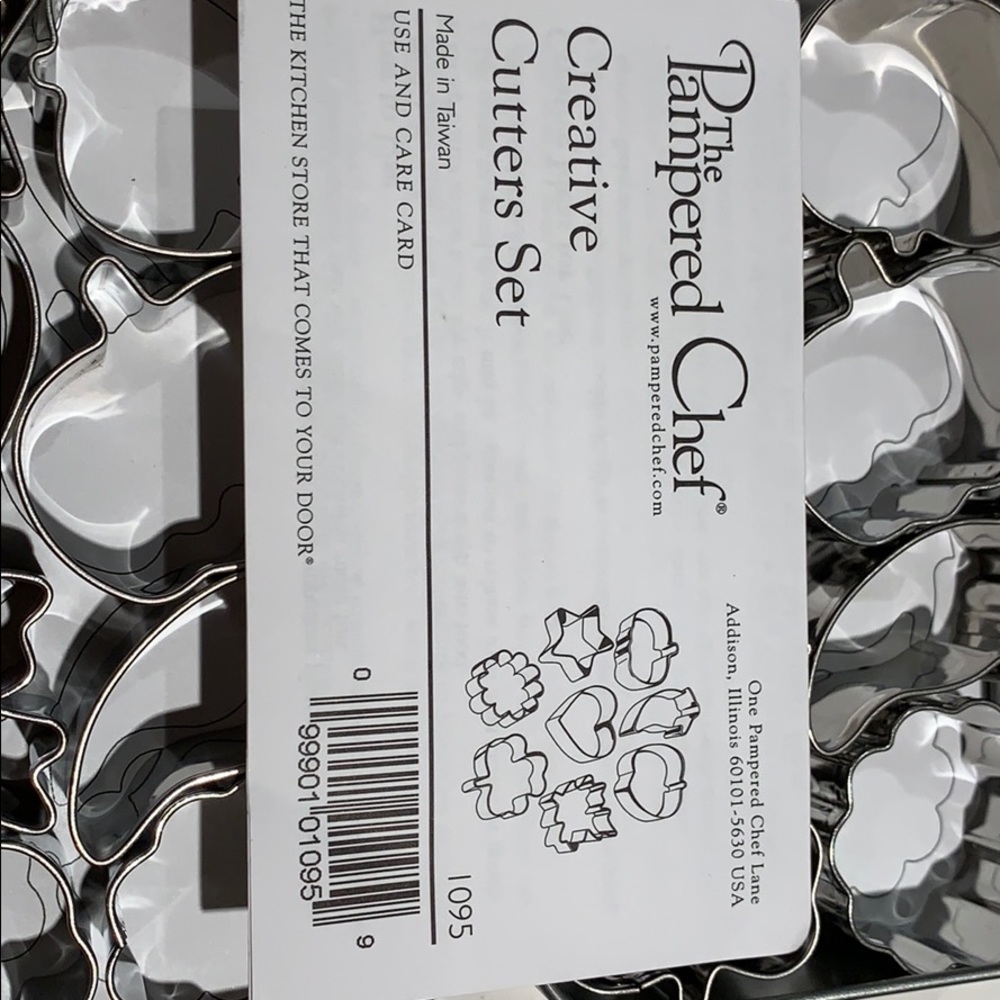 The
Pampered Chef®
www.pamperedchef.com
One Pampered Chef Lane
Addison, Illinois 60101-5630 USA
Creative
Cutters Set
1095
Made in Taiwan
USE AND CARE CARD
THE KITCHEN STORE THAT COMES TO YOUR DOOR®
0 99901 01095 9